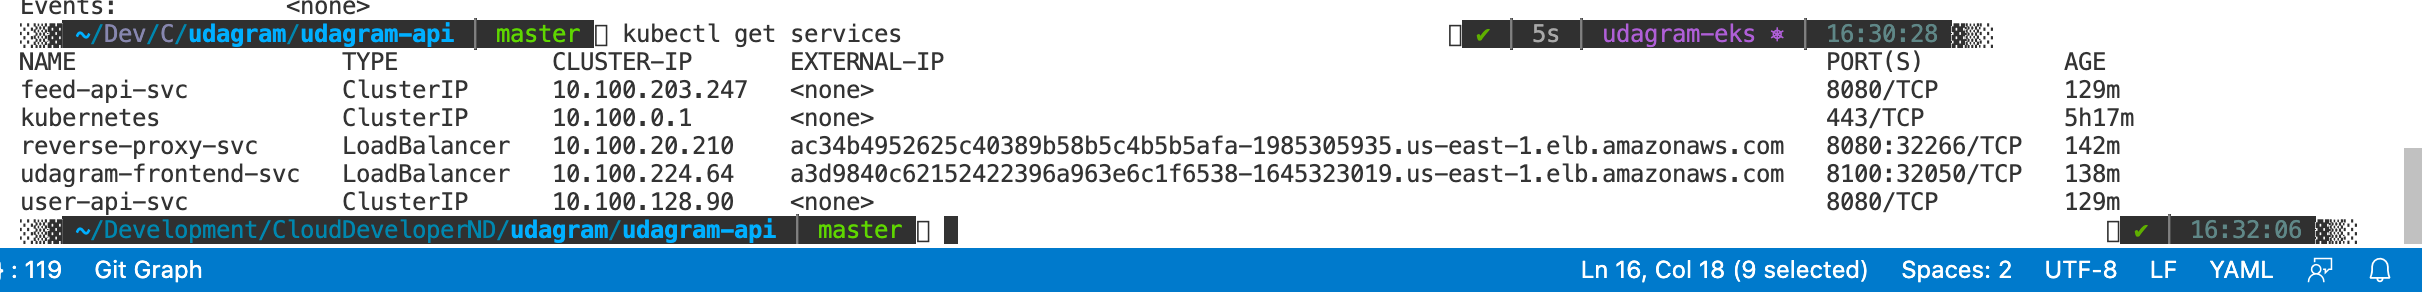 Events: <none>
~/Dev/C/udagram/udagram-api | master kubectl get services ✔ | 5s | udagram-eks ⎈ | 16:30:28
NAME TYPE CLUSTER-IP EXTERNAL-IP PORT(S) AGE
feed-api-svc ClusterIP 10.100.203.247 <none> 8080/TCP 129m
kubernetes ClusterIP 10.100.0.1 <none> 443/TCP 5h17m
reverse-proxy-svc LoadBalancer 10.100.20.210 ac34b4952625c40389b58b5c4b5b5afa-1985305935.us-east-1.elb.amazonaws.com 8080:32266/TCP 142m
udagram-frontend-svc LoadBalancer 10.100.224.64 a3d9840c62152422396a963e6c1f6538-1645323019.us-east-1.elb.amazonaws.com 8100:32050/TCP 138m
user-api-svc ClusterIP 10.100.128.90 <none> 8080/TCP 129m
~/Development/CloudDeveloperND/udagram/udagram-api | master ✔ | 16:32:06
: 119 Git Graph Ln 16, Col 18 (9 selected) Spaces: 2 UTF-8 LF YAML